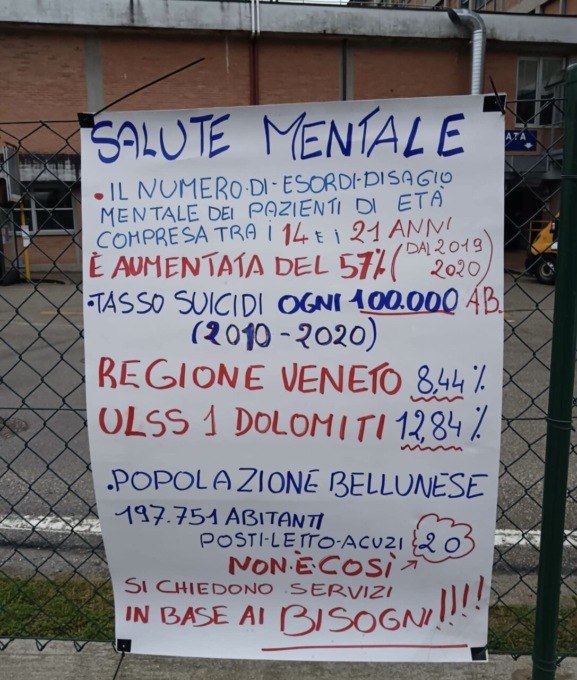 SALUTE MENTALE
• IL NUMERO-DI-ESORDI-DISAGIO
MENTALE DEI PAZIENTI DI ETÀ
COMPRESA TRA I 14 E i 21 ANNI
È AUMENTATA DEL 57% (DAL 2019
2020)
•TASSO SUICIDI OGNI 100.000 AB.
(2010-2020)
REGIONE VENETO 8,44%
ULSS 1 DOLOMITI 12,84%
•POPOLAZIONE BELLUNESE
197.751 ABITANTI
POSTI-LETTO-ACUZI 20
NON È COSÌ
SI CHIEDONO SERVIZI
IN BASE AI BISOGNI!!!!